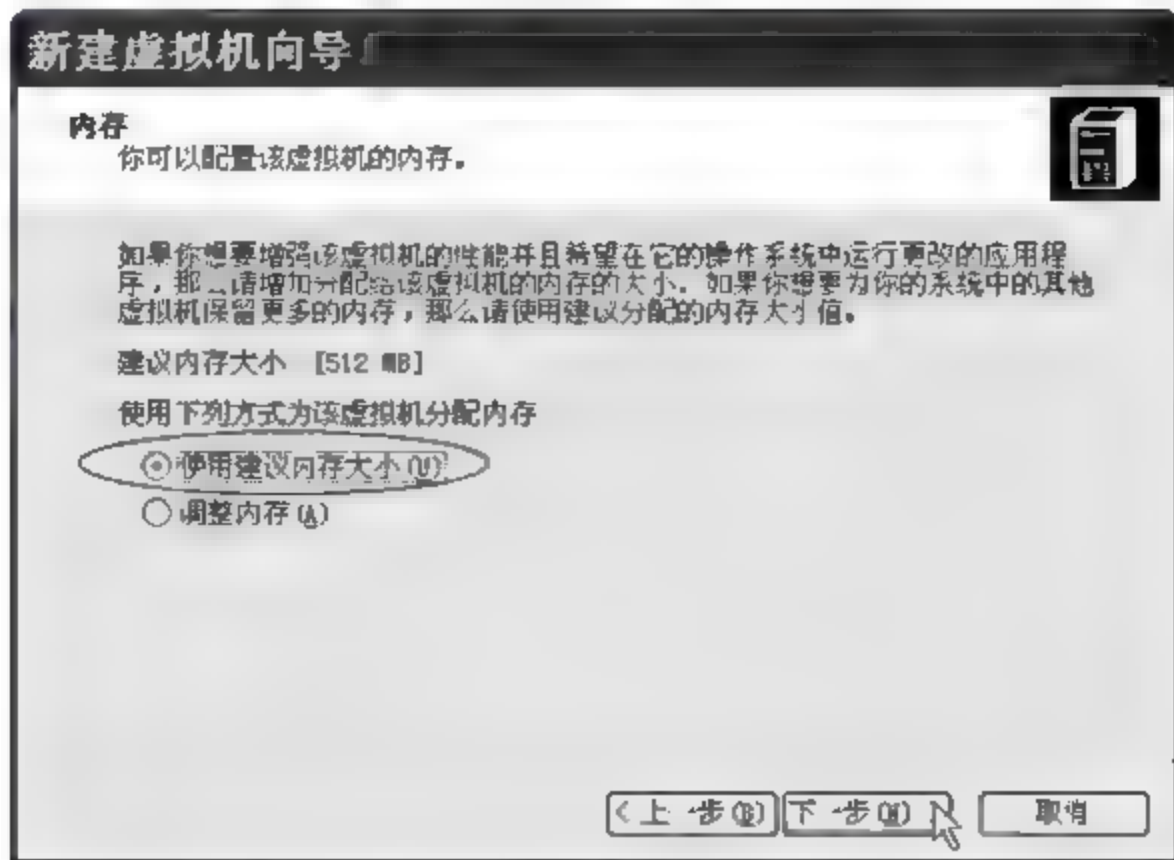 新建虚拟机向导
内存
你可以配置该虚拟机的内存。
如果你想要增强该虚拟机的性能并且希望在它的操作系统中运行更改的应用程
序，那么请增加分配给该虚拟机的内存的大小. 如果你想要为你的系统中的其他
虚拟机保留更多的内存，那么请使用建议分配的内存大小值。
建议内存大小 [512 MB]
使用下列方式为该虚拟机分配内存
使用建议内存大小(U)
调整内存(A)
<上一步(B) 下一步(N) 取消